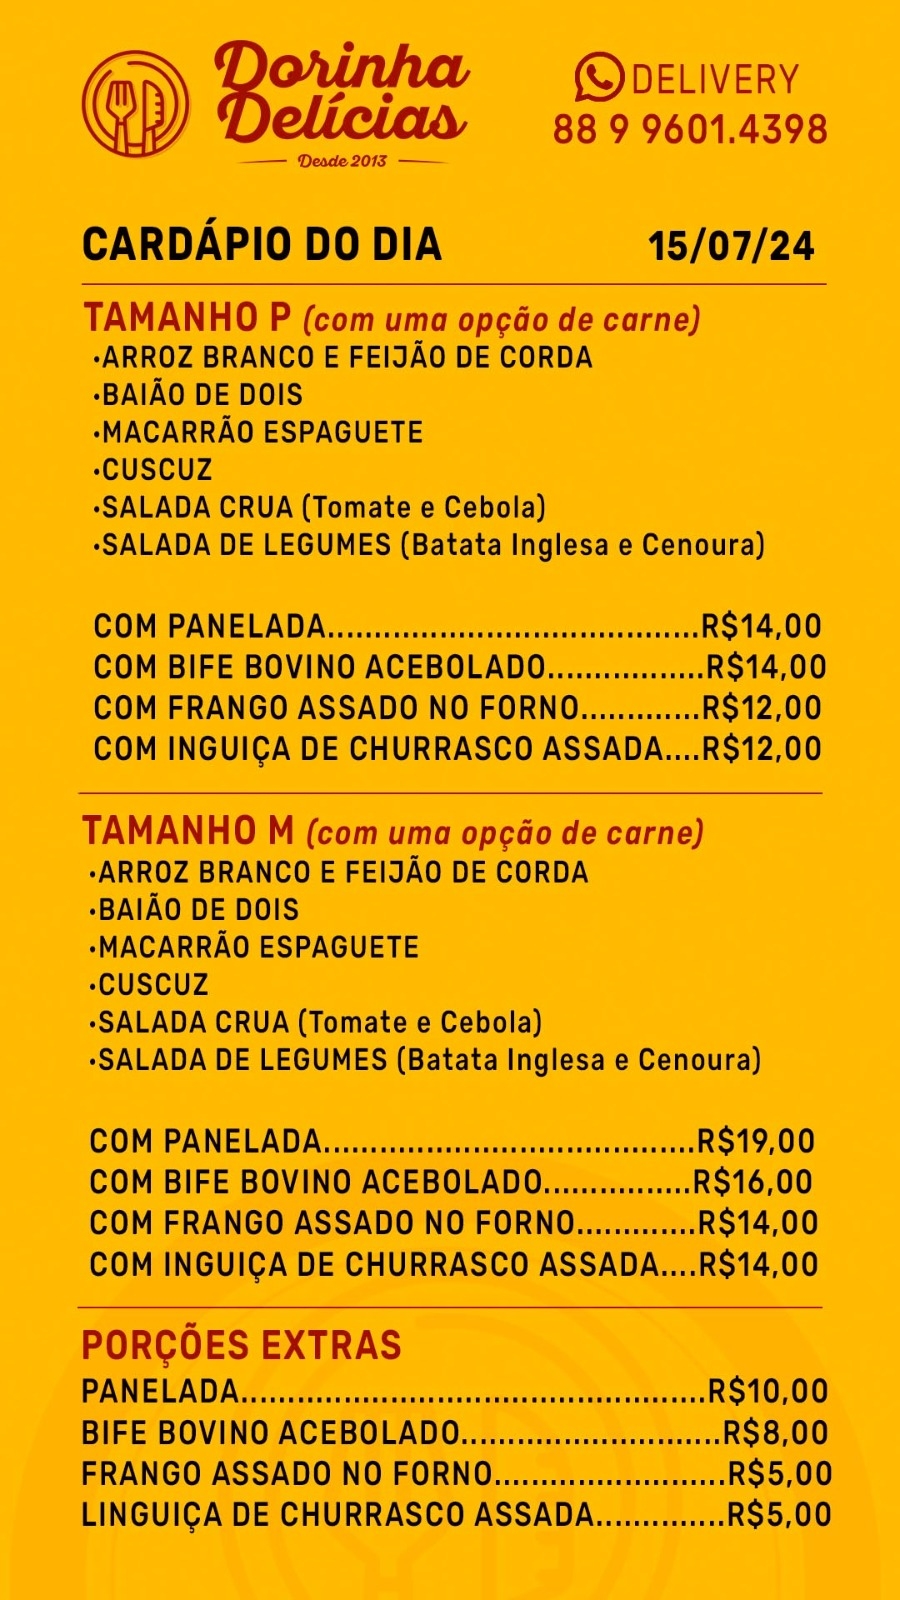 Dorinha
Delícias
Desde 2013
DELIVERY
88 9 9601.4398
CARDÁPIO DO DIA 15/07/24
TAMANHO P (com uma opção de carne)
•ARROZ BRANCO E FEIJÃO DE CORDA
•BAIÃO DE DOIS
•MACARRÃO ESPAGUETE
•CUSCUZ
•SALADA CRUA (Tomate e Cebola)
•SALADA DE LEGUMES (Batata Inglesa e Cenoura)
COM PANELADA........................................R$14,00
COM BIFE BOVINO ACEBOLADO.................R$14,00
COM FRANGO ASSADO NO FORNO.............R$12,00
COM INGUIÇA DE CHURRASCO ASSADA....R$12,00
TAMANHO M (com uma opção de carne)
•ARROZ BRANCO E FEIJÃO DE CORDA
•BAIÃO DE DOIS
•MACARRÃO ESPAGUETE
•CUSCUZ
•SALADA CRUA (Tomate e Cebola)
•SALADA DE LEGUMES (Batata Inglesa e Cenoura)
COM PANELADA........................................R$19,00
COM BIFE BOVINO ACEBOLADO................R$16,00
COM FRANGO ASSADO NO FORNO.............R$14,00
COM INGUIÇA DE CHURRASCO ASSADA....R$14,00
PORÇÕES EXTRAS
PANELADA..................................................R$10,00
BIFE BOVINO ACEBOLADO............................R$8,00
FRANGO ASSADO NO FORNO.........................R$5,00
LINGUIÇA DE CHURRASCO ASSADA..............R$5,00